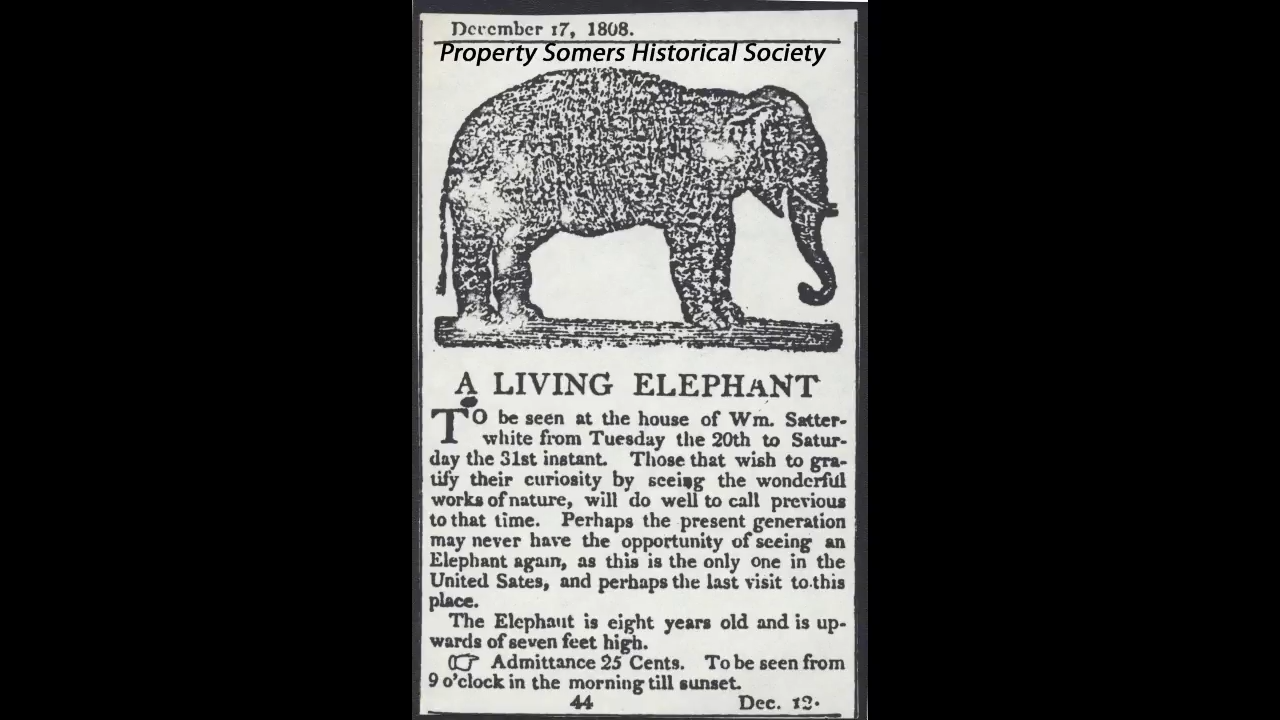 December 17, 1808.
Property Somers Historical Society
A LIVING ELEPHANT
To be seen at the house of Wm. Satter-
white from Tuesday the 20th to Satur-
day the 31st instant. Those that wish to gra-
tify their curiosity by seeing the wonderful
works of nature, will do well to call previous
to that time. Perhaps the present generation
may never have the opportunity of seeing an
Elephant again, as this is the only one in the
United Sates, and perhaps the last visit to this
place.
The Elephant is eight years old and is up-
wards of seven feet high.
Admittance 25 Cents. To be seen from
9 o'clock in the morning till sunset.
44 Dec. 12.